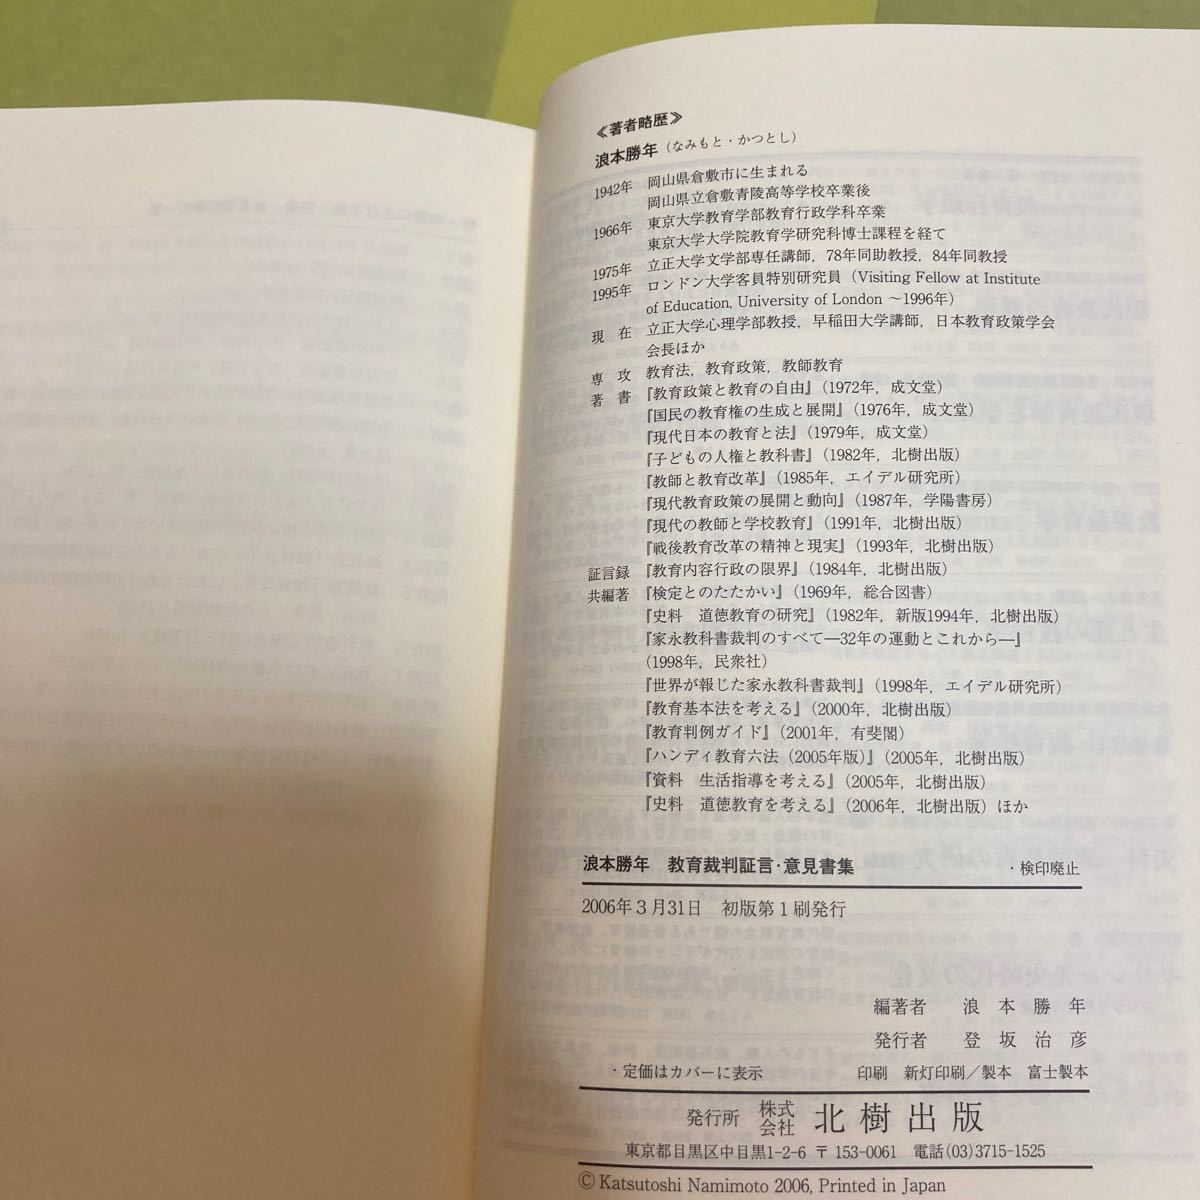 ≪著者略歴≫
浪本勝年（なみもと・かつとし）
1942年 岡山県倉敷市に生まれる
岡山県立倉敷青陵高等学校卒業後
1966年 東京大学教育学部教育行政学科卒業
東京大学大学院教育学研究科博士課程を経て
1975年 立正大学文学部専任講師，78年同助教授，84年同教授
1995年 ロンドン大学客員特別研究員（Visiting Fellow at Institute
of Education, University of London ～1996年）
現 在 立正大学心理学部教授，早稲田大学講師，日本教育政策学会
会長ほか
専 攻 教育法，教育政策，教師教育
著 書 『教育政策と教育の自由』（1972年，成文堂）
『国民の教育権の生成と展開』（1976年，成文堂）
『現代日本の教育と法』（1979年，成文堂）
『子どもの人権と教科書』（1982年，北樹出版）
『教師と教育改革』（1985年，エイデル研究所）
『現代教育政策の展開と動向』（1987年，学陽書房）
『現代の教師と学校教育』（1991年，北樹出版）
『戦後教育改革の精神と現実』（1993年，北樹出版）
証言録 『教育内容行政の限界』（1984年，北樹出版）
共編著 『検定とのたたかい』（1969年，総合図書）
『史料　道徳教育の研究』（1982年，新版1994年，北樹出版）
『家永教科書裁判のすべて―32年の運動とこれから―』
（1998年，民衆社）
『世界が報じた家永教科書裁判』（1998年，エイデル研究所）
『教育基本法を考える』（2000年，北樹出版）
『教育判例ガイド』（2001年，有斐閣）
『ハンディ教育六法（2005年版）』（2005年，北樹出版）
『資料　生活指導を考える』（2005年，北樹出版）
『史料　道徳教育を考える』（2006年，北樹出版）ほか
浪本勝年　教育裁判証言・意見書集 ・検印廃止
2006年3月31日　初版第1刷発行
編著者　浪 本 勝 年
発行者　登 坂 治 彦
・定価はカバーに表示 印刷　新灯印刷／製本　富士製本
発行所 株式会社 北樹出版
東京都目黒区中目黒1-2-6 〒153-0061 電話(03)3715-1525
© Katsutoshi Namimoto 2006, Printed in Japan